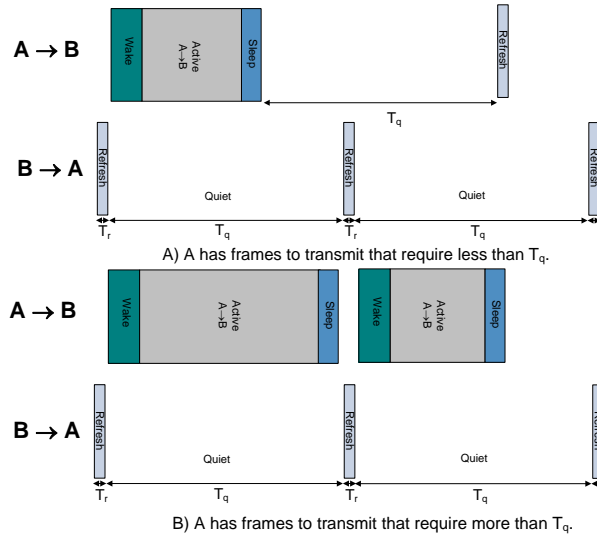 A → B
Wake
Active
A→B
Sleep
Refresh
Tq
B → A
Refresh
Quiet
Refresh
Quiet
Refresh
Tr
Tq
Tr
Tq
A) A has frames to transmit that require less than Tq.
A → B
Wake
Active
A→B
Sleep
Wake
Active
A→B
Sleep
B → A
Refresh
Quiet
Refresh
Quiet
Refresh
Tr
Tq
Tr
Tq
B) A has frames to transmit that require more than Tq.